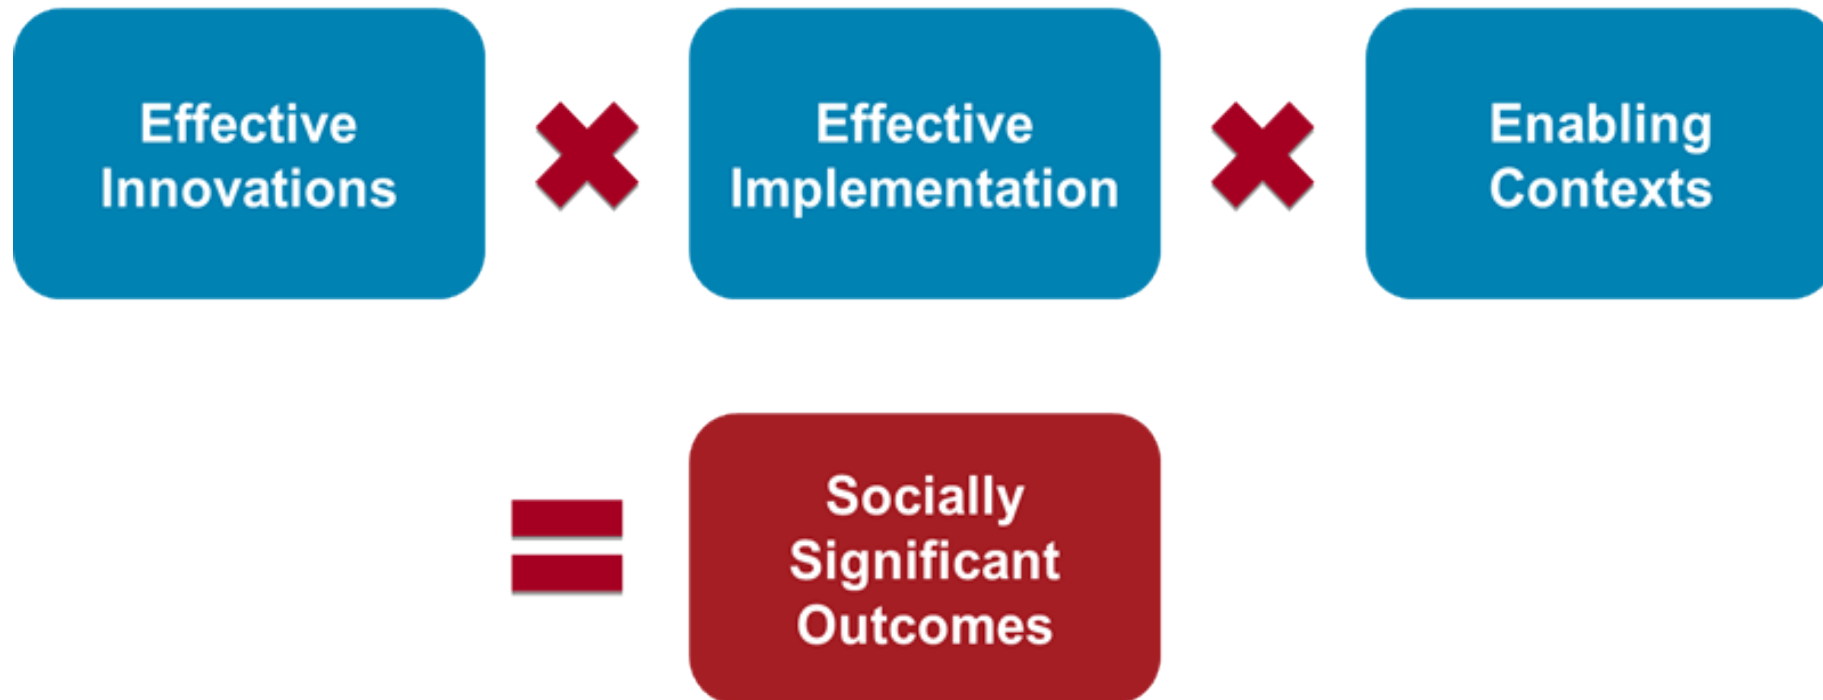 Effective
Innovations
Effective
Implementation
Enabling
Contexts
Socially
Significant
Outcomes